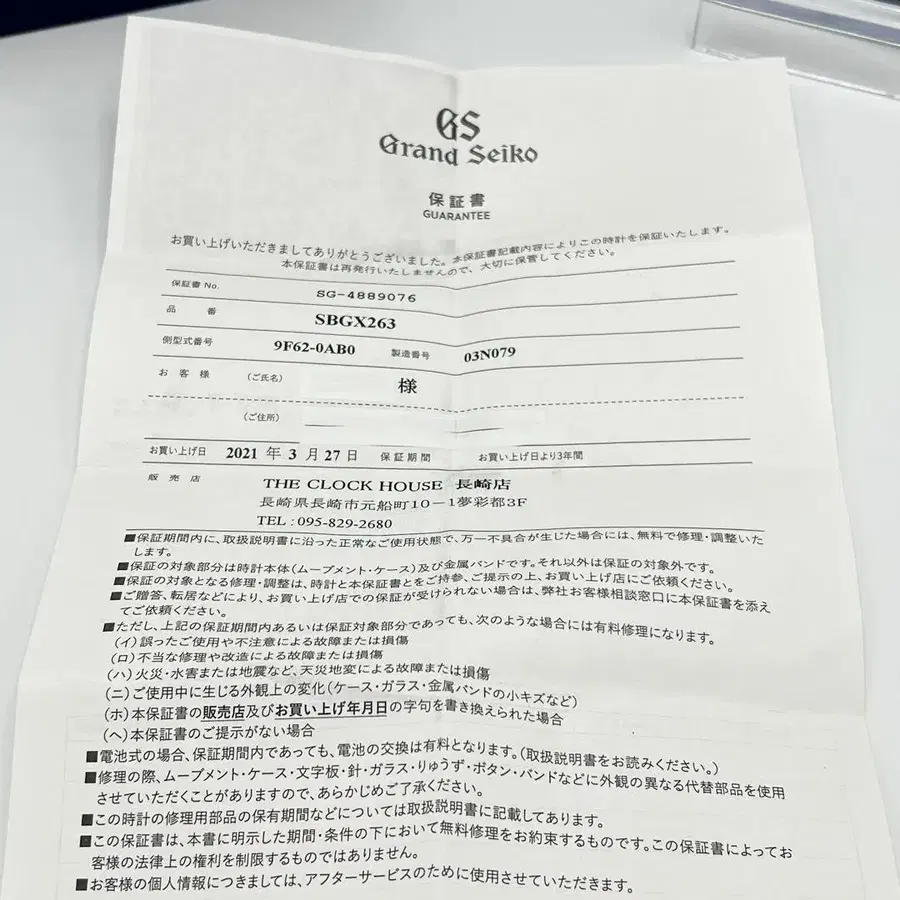 GS
Grand Seiko
保証書
GUARANTEE
お買い上げいただきましてありがとうございました。本保証書記載内容によりこの時計を保証いたします。
本保証書は再発行いたしませんので、大切に保管してください。
保証書 No. SG-4889076
品 番 SBGX263
側型式番号 9F62-0AB0 製造番号 03N079
お 客 様 (ご氏名) 様
(ご住所)
お買い上げ日 2021 年 3 月 27 日 保証期間 お買い上げ日より3年間
販 売 店 THE CLOCK HOUSE 長崎店
長崎県長崎市元船町10-1夢彩都3F
TEL : 095-829-2680
■保証期間内に、取扱説明書に沿った正常なご使用状態で、万一不具合が生じた場合には、無料で修理・調整いた
します。
■保証の対象部分は時計本体(ムーブメント・ケース)及び金属バンドです。それ以外は保証の対象外です。
■保証の対象となる修理・調整は、時計と本保証書とをご持参、ご提示の上、お買い上げ店にご依頼ください。
■ご贈答、転居などにより、お買い上げ店での保証が受けられない場合は、弊社お客様相談窓口に本保証書を添え
てご依頼ください。
■ただし、上記の保証期間内あるいは保証対象部分であっても、次のような場合には有料修理になります。
(イ)誤ったご使用や不注意による故障または損傷
(ロ)不当な修理や改造による故障または損傷
(ハ)火災・水害または地震など、天災地変による故障または損傷
(ニ)ご使用中に生じる外観上の変化(ケース・ガラス・金属バンドの小キズなど)
(ホ)本保証書の販売店及びお買い上げ年月日の字句を書き換えられた場合
(ヘ)本保証書のご提示がない場合
■電池式の場合、保証期間内であっても、電池の交換は有料となります。(取扱説明書をお読みください。)
■修理の際、ムーブメント・ケース・文字板・針・ガラス・りゅうず・ボタン・バンドなどに外観の異なる代替部品を使用
させていただくことがありますので、あらかじめご了承ください。
■この時計の修理用部品の保有期間などについては取扱説明書に記載してあります。
■この保証書は、本書に明示した期間・条件の下において無料修理をお約束するものです。この保証書によってお
客様の法律上の権利を制限するものではありません。
■お客様の個人情報につきましては、アフターサービスのために使用させていただきます。